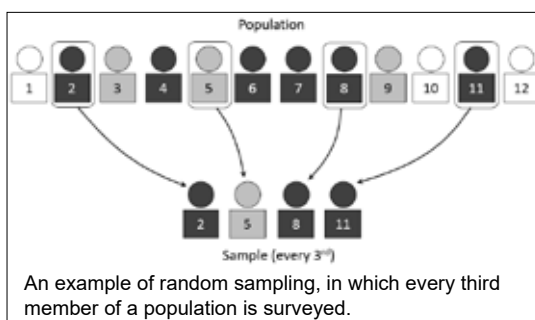 Population
1 2 3 4 5 6 7 8 9 10 11 12
2 5 8 11
Sample (every 3rd)
An example of random sampling, in which every third
member of a population is surveyed.